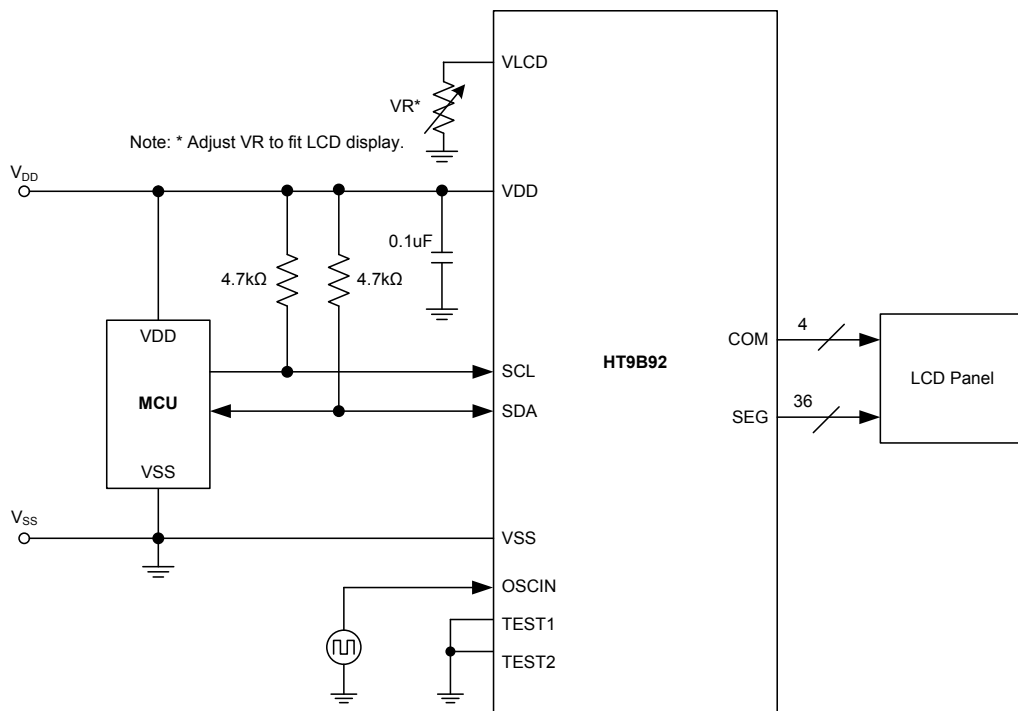 VLCD
VR*
Note: * Adjust VR to fit LCD display.
VDD
VDD
0.1uF
4.7kΩ
4.7kΩ
VDD
MCU
VSS
SCL
SDA
HT9B92
COM
4
SEG
36
LCD Panel
VSS
VSS
OSCIN
TEST1
TEST2